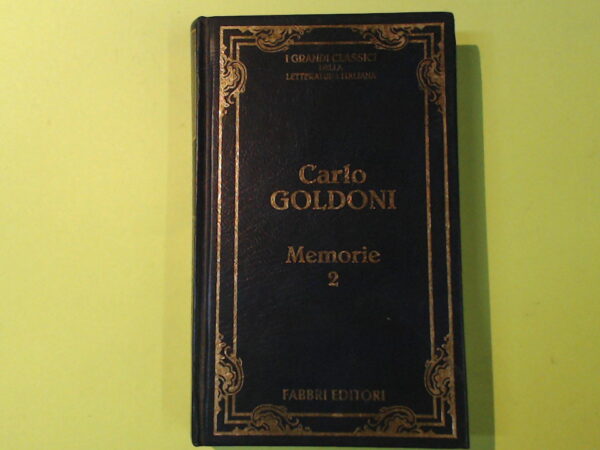 I GRANDI CLASSICI
DELLA
LETTERATURA ITALIANA
Carlo
GOLDONI
Memorie
2
FABBRI EDITORI